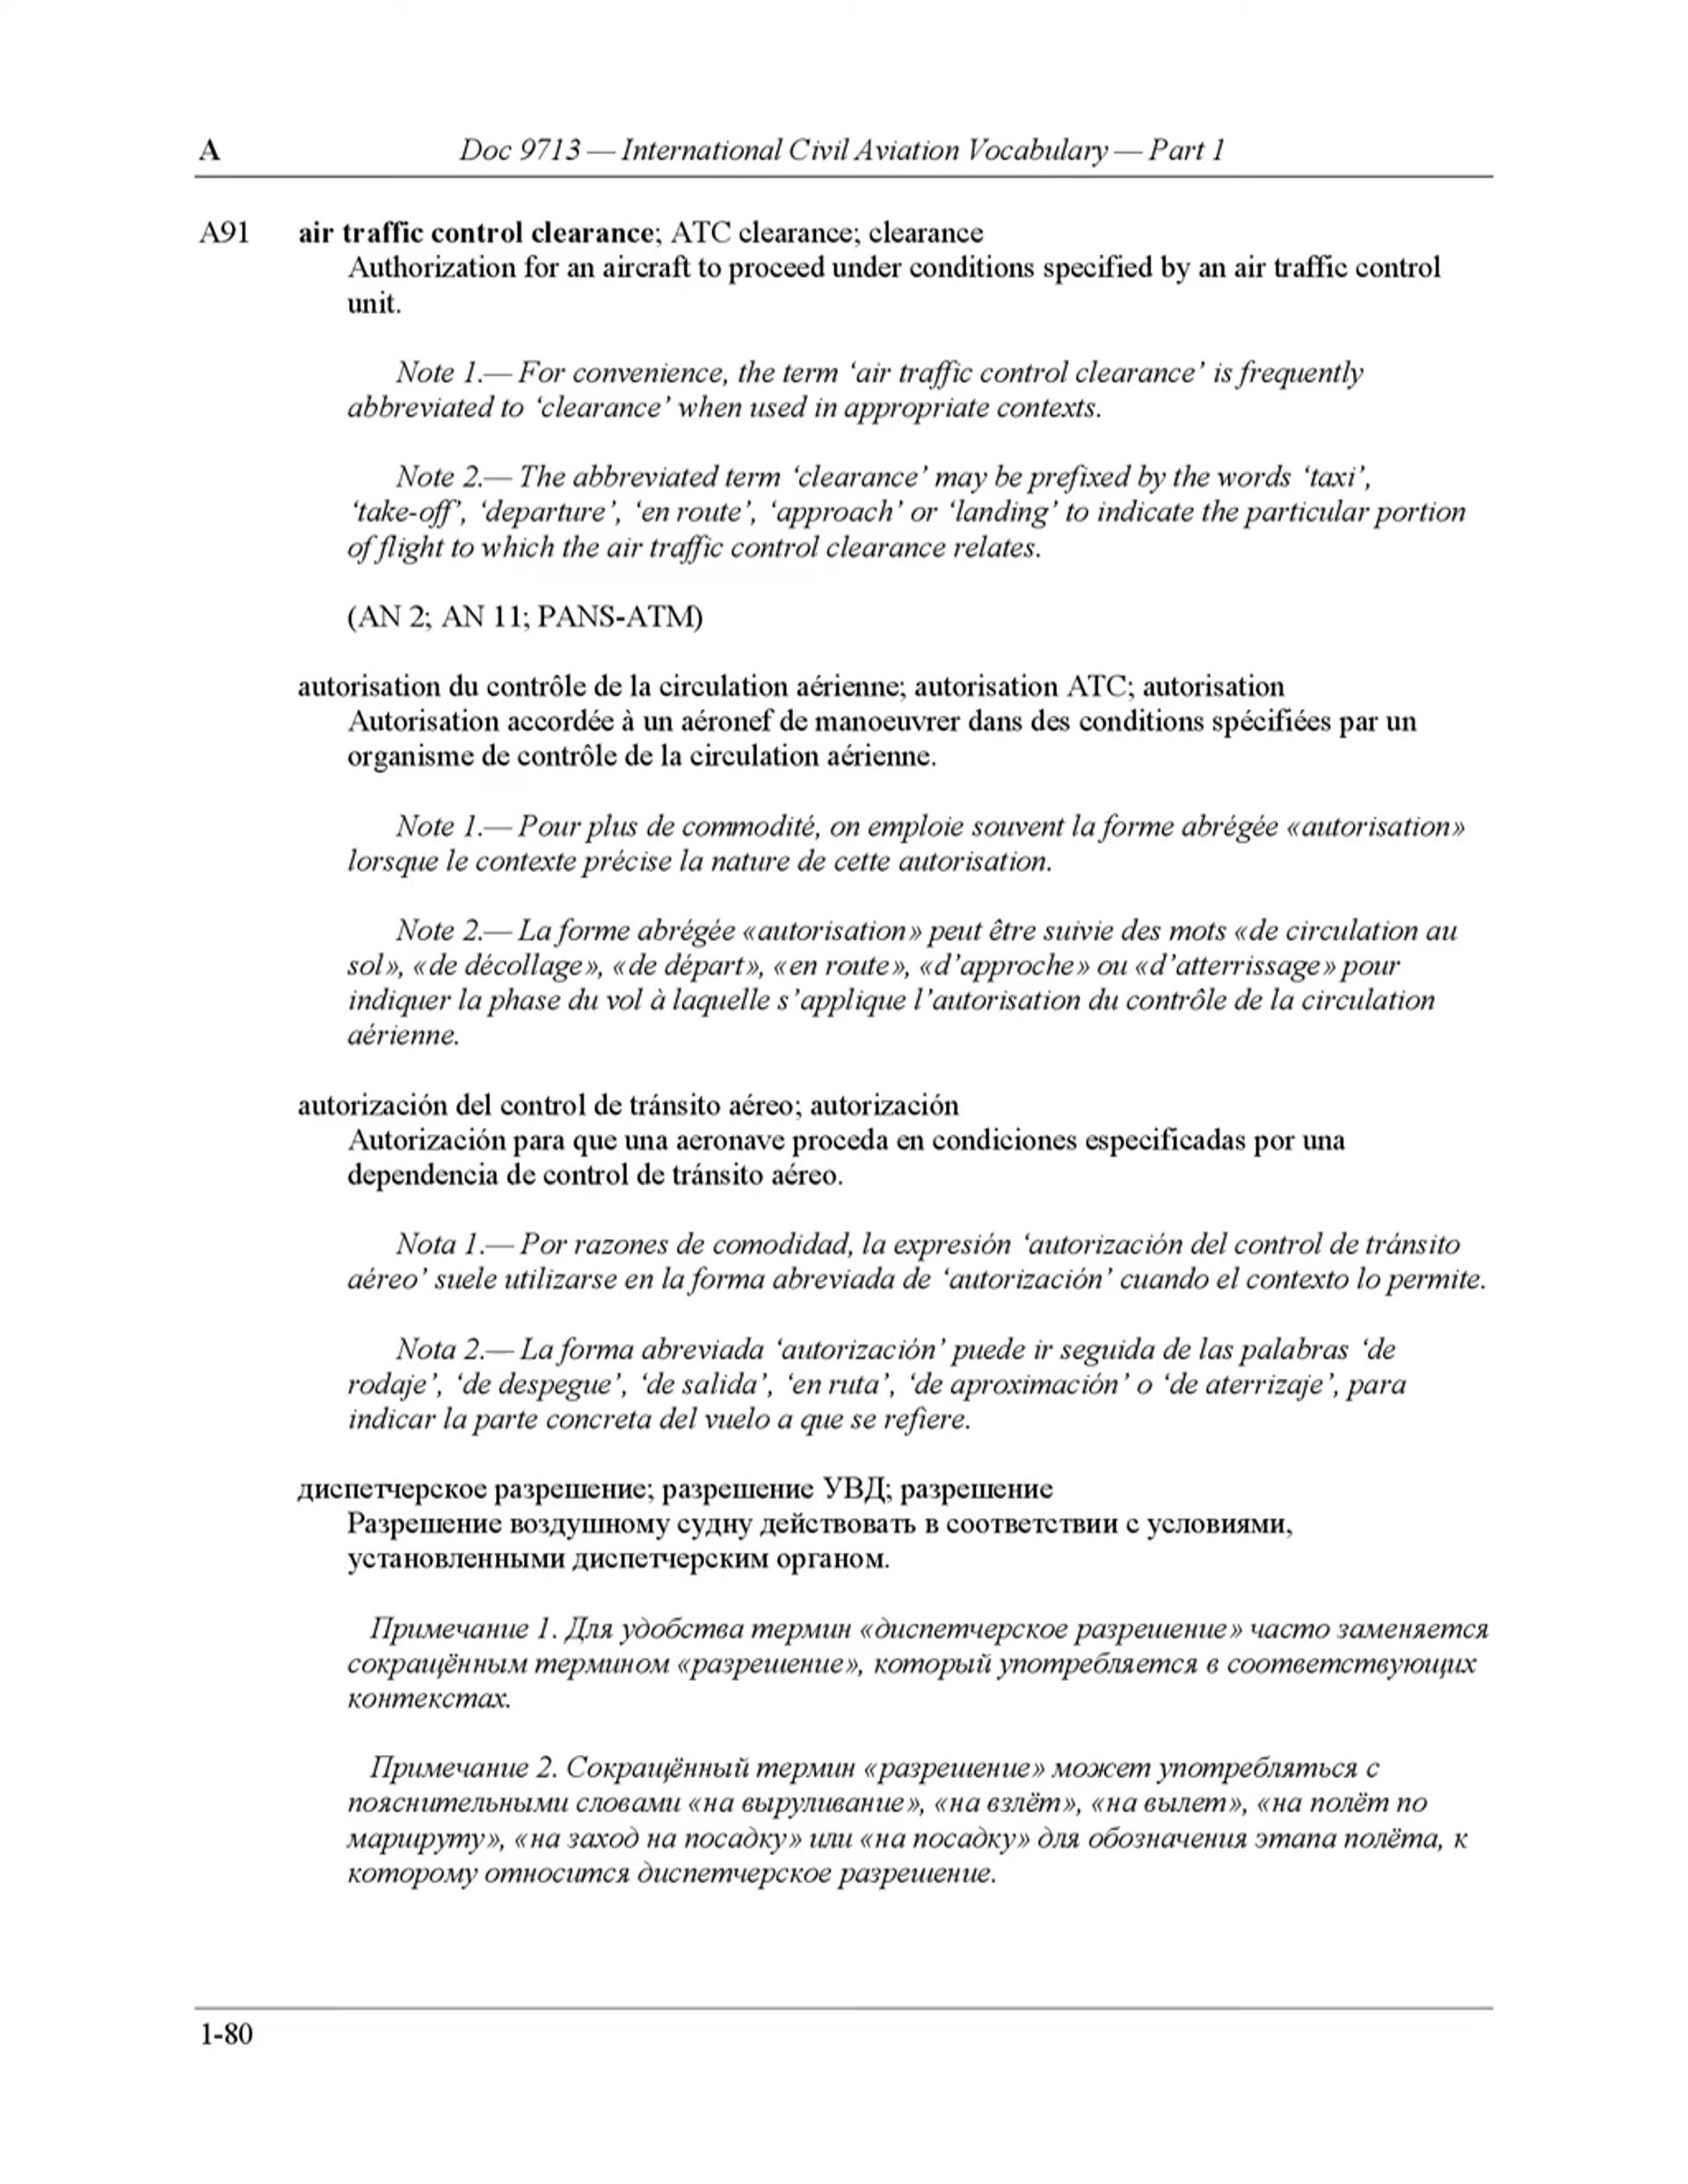 A Doc 9713 — International Civil Aviation Vocabulary — Part 1
A91 air traffic control clearance; ATC clearance; clearance
Authorization for an aircraft to proceed under conditions specified by an air traffic control
unit.
Note 1.— For convenience, the term ‘air traffic control clearance’ is frequently
abbreviated to ‘clearance’ when used in appropriate contexts.
Note 2.— The abbreviated term ‘clearance’ may be prefixed by the words ‘taxi’,
‘take-off’, ‘departure’, ‘en route’, ‘approach’ or ‘landing’ to indicate the particular portion
of flight to which the air traffic control clearance relates.
(AN 2; AN 11; PANS-ATM)
autorisation du contrôle de la circulation aérienne; autorisation ATC; autorisation
Autorisation accordée à un aéronef de manoeuvrer dans des conditions spécifiées par un
organisme de contrôle de la circulation aérienne.
Note 1.— Pour plus de commodité, on emploie souvent la forme abrégée «autorisation»
lorsque le contexte précise la nature de cette autorisation.
Note 2.— La forme abrégée «autorisation» peut être suivie des mots «de circulation au
sol», «de décollage», «de départ», «en route», «d’approche» ou «d’atterrissage» pour
indiquer la phase du vol à laquelle s’applique l’autorisation du contrôle de la circulation
aérienne.
autorización del control de tránsito aéreo; autorización
Autorización para que una aeronave proceda en condiciones especificadas por una
dependencia de control de tránsito aéreo.
Nota 1.— Por razones de comodidad, la expresión ‘autorización del control de tránsito
aéreo’ suele utilizarse en la forma abreviada de ‘autorización’ cuando el contexto lo permite.
Nota 2.— La forma abreviada ‘autorización’ puede ir seguida de las palabras ‘de
rodaje’, ‘de despegue’, ‘de salida’, ‘en ruta’, ‘de aproximación’ o ‘de aterrizaje’, para
indicar la parte concreta del vuelo a que se refiere.
диспетчерское разрешение; разрешение УВД; разрешение
Разрешение воздушному судну действовать в соответствии с условиями,
установленными диспетчерским органом.
Примечание 1. Для удобства термин «диспетчерское разрешение» часто заменяется
сокращённым термином «разрешение», который употребляется в соответствующих
контекстах.
Примечание 2. Сокращённый термин «разрешение» может употребляться с
пояснительными словами «на выруливание», «на взлёт», «на вылет», «на полёт по
маршруту», «на заход на посадку» или «на посадку» для обозначения этапа полёта, к
которому относится диспетчерское разрешение.
1-80